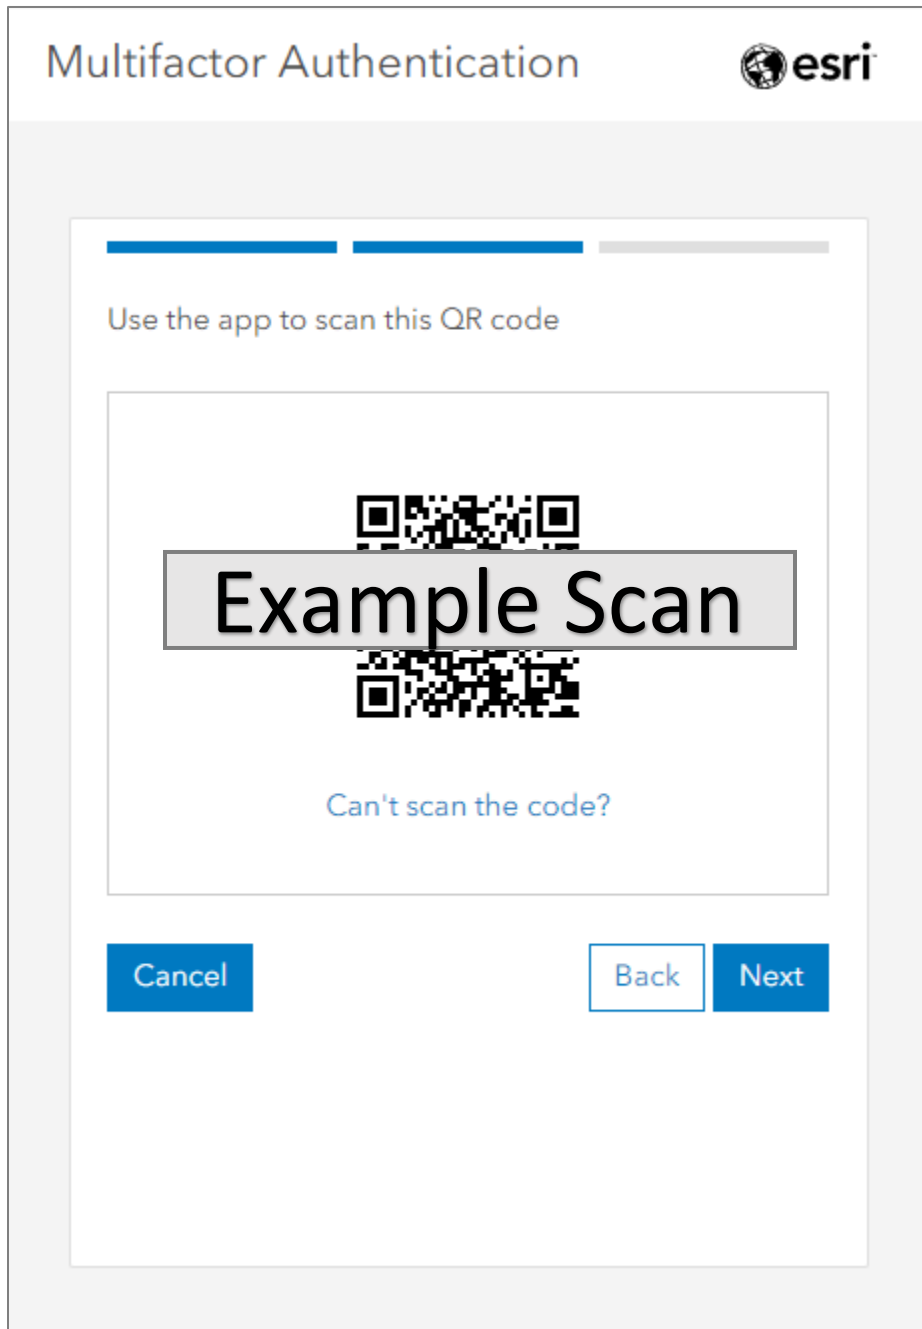 Multifactor Authentication
esri
Use the app to scan this QR code
Example Scan
Can't scan the code?
Cancel
Back
Next